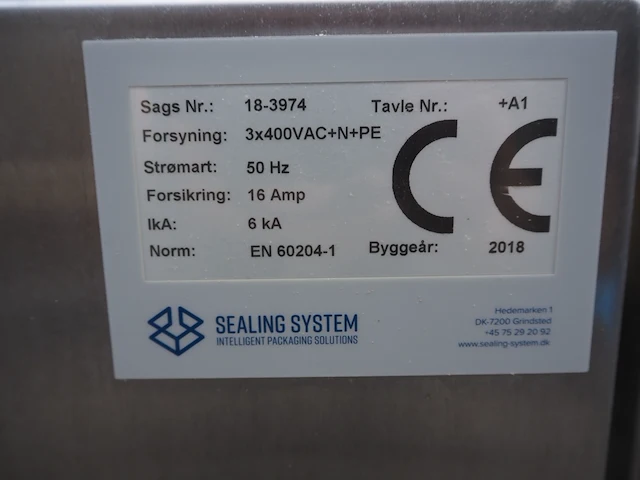 Sags Nr.: 18-3974 Tavle Nr.: +A1
Forsyning: 3x400VAC+N+PE
Strømart: 50 Hz
Forsikring: 16 Amp
IkA: 6 kA
Norm: EN 60204-1 Byggeår: 2018
CE
SEALING SYSTEM
INTELLIGENT PACKAGING SOLUTIONS
Hedemarken 1
DK-7200 Grindsted
+45 75 29 20 92
www.sealing-system.dk